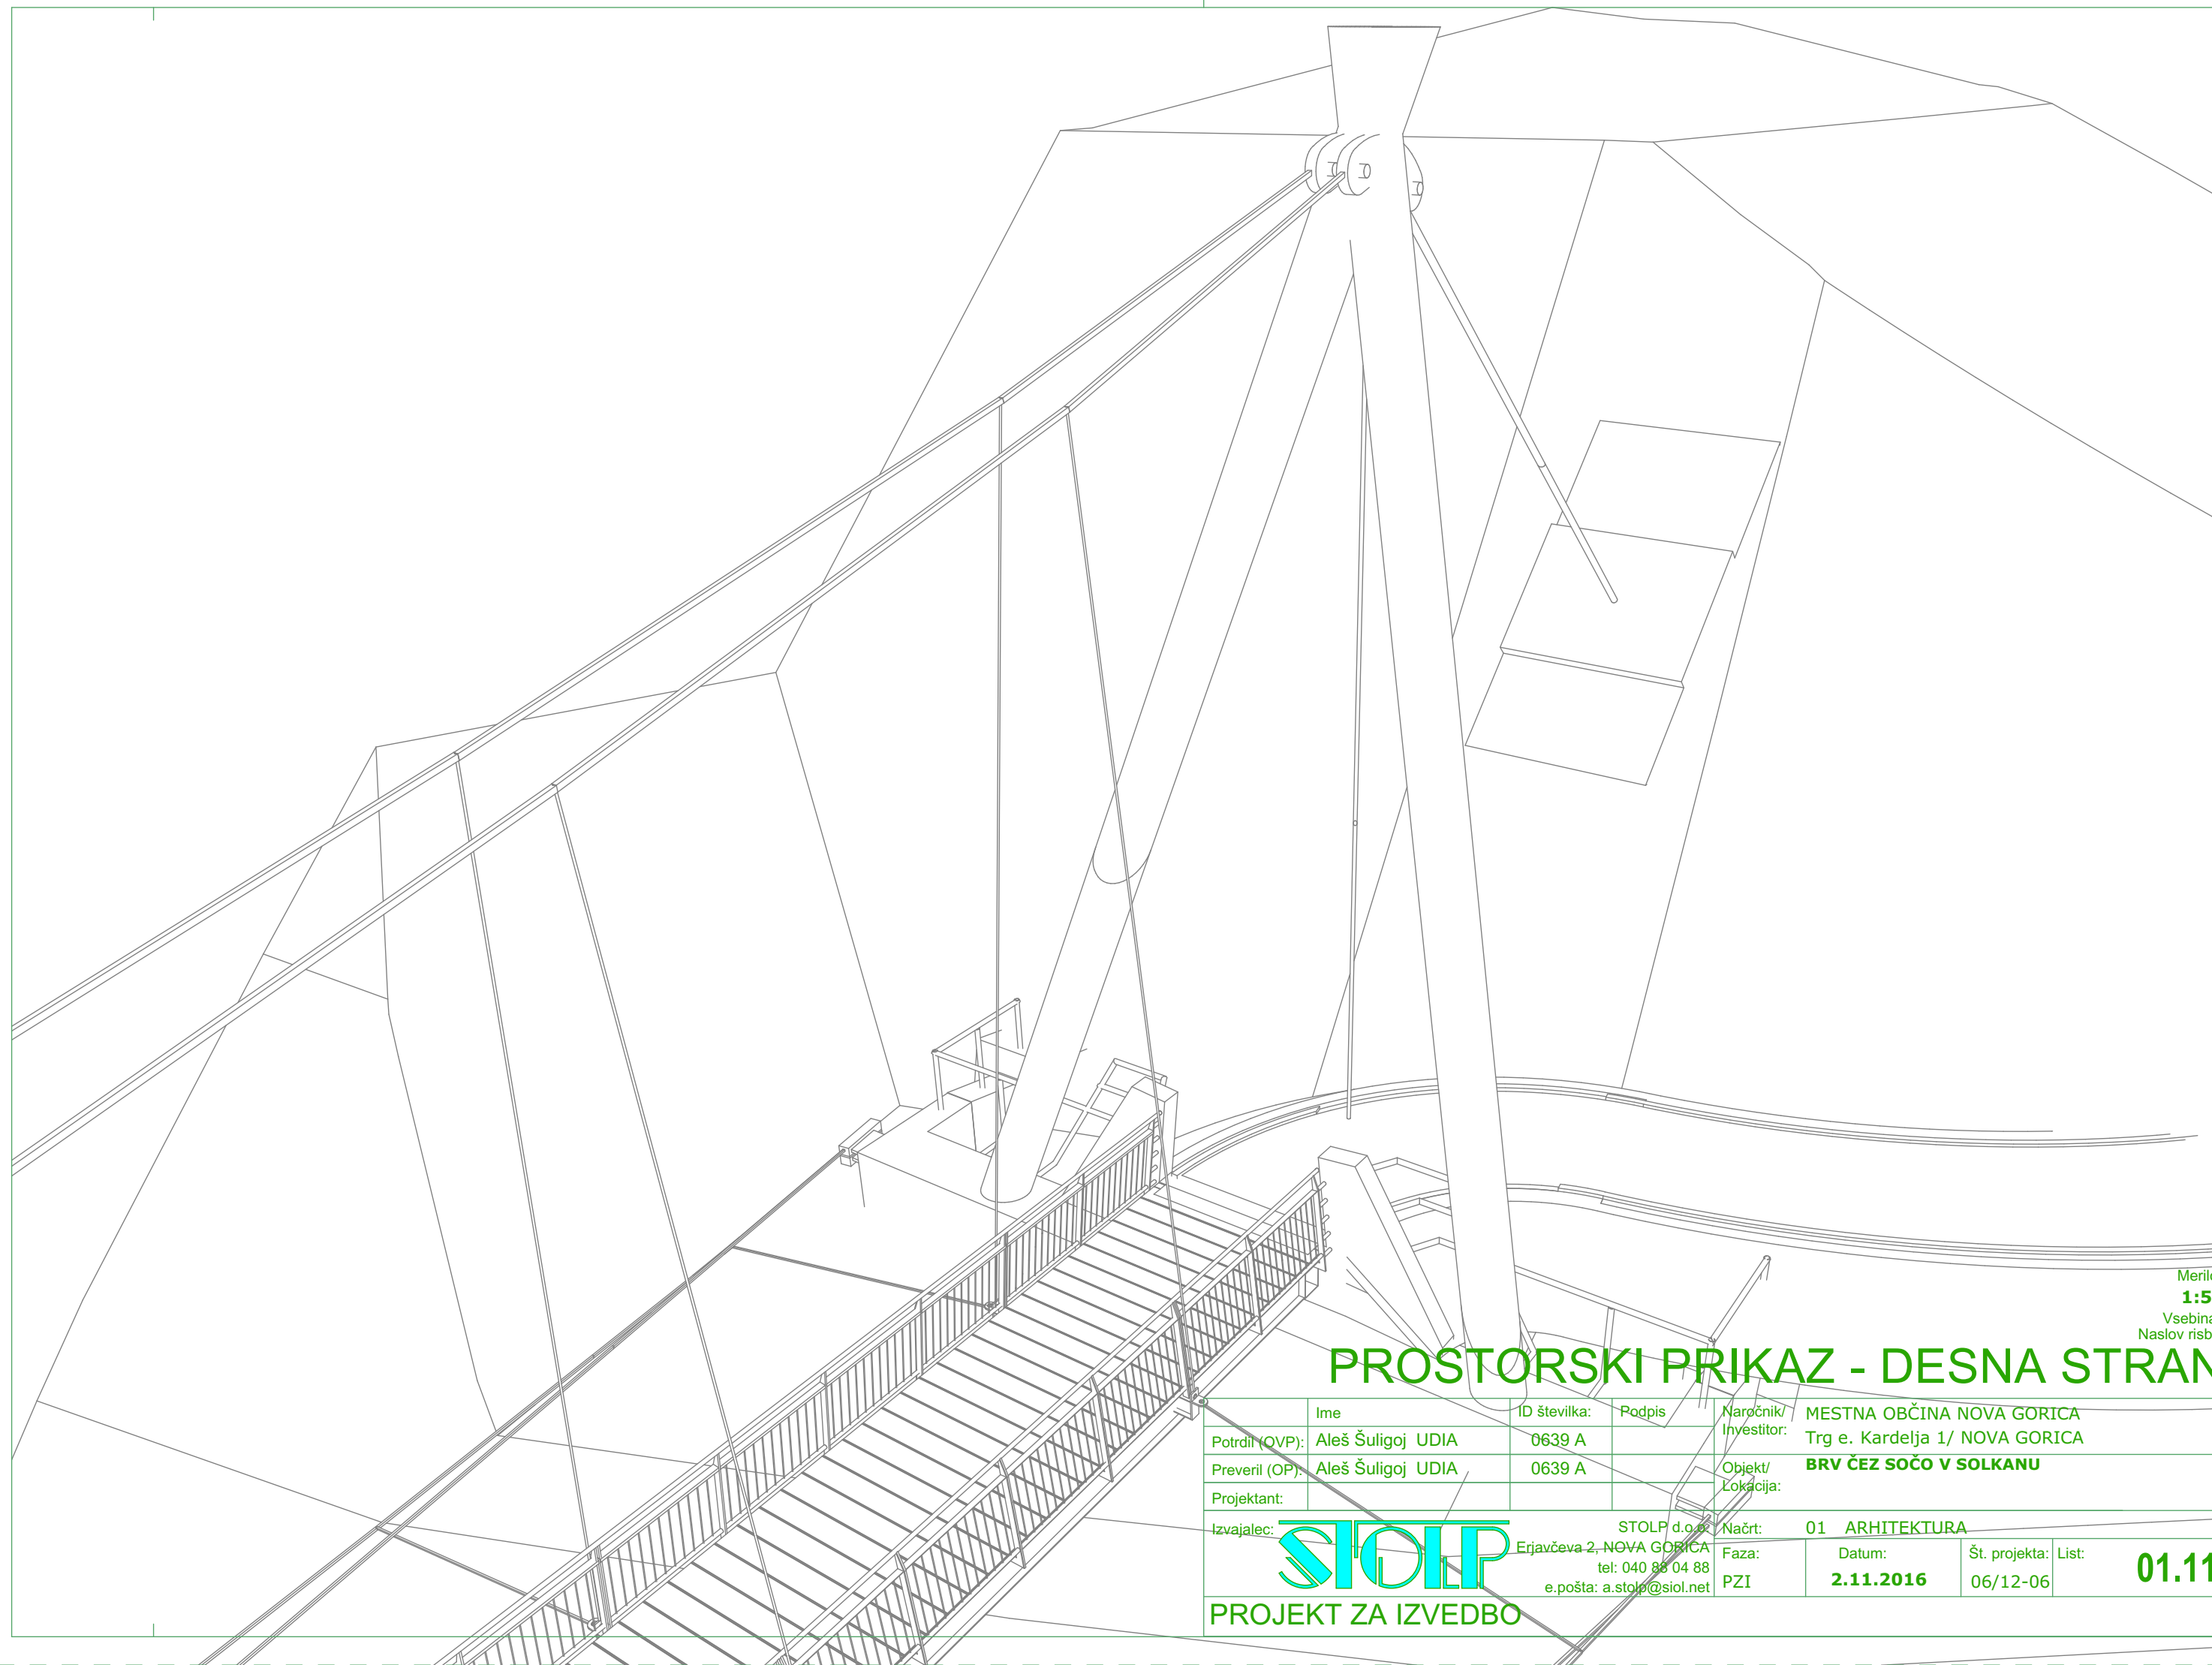 Merilo
1:5
Vsebina
Naslov risb
PROSTORSKI PRIKAZ - DESNA STRAN
Ime ID številka: Podpis
Potrdil (OVP): Aleš Šuligoj UDIA 0639 A
Preveril (OP): Aleš Šuligoj UDIA 0639 A
Projektant:
Naročnik/ MESTNA OBČINA NOVA GORICA
Investitor: Trg e. Kardelja 1/ NOVA GORICA
Objekt/ BRV ČEZ SOČO V SOLKANU
Lokacija:
Izvajalec: STOLP
STOLP d.o.o.
Erjavčeva 2, NOVA GORICA
tel: 040 88 04 88
e.pošta: a.stolp@siol.net
Načrt: 01 ARHITEKTURA
Faza: Datum: Št. projekta: List:
PZI 2.11.2016 06/12-06 01.11
PROJEKT ZA IZVEDBO